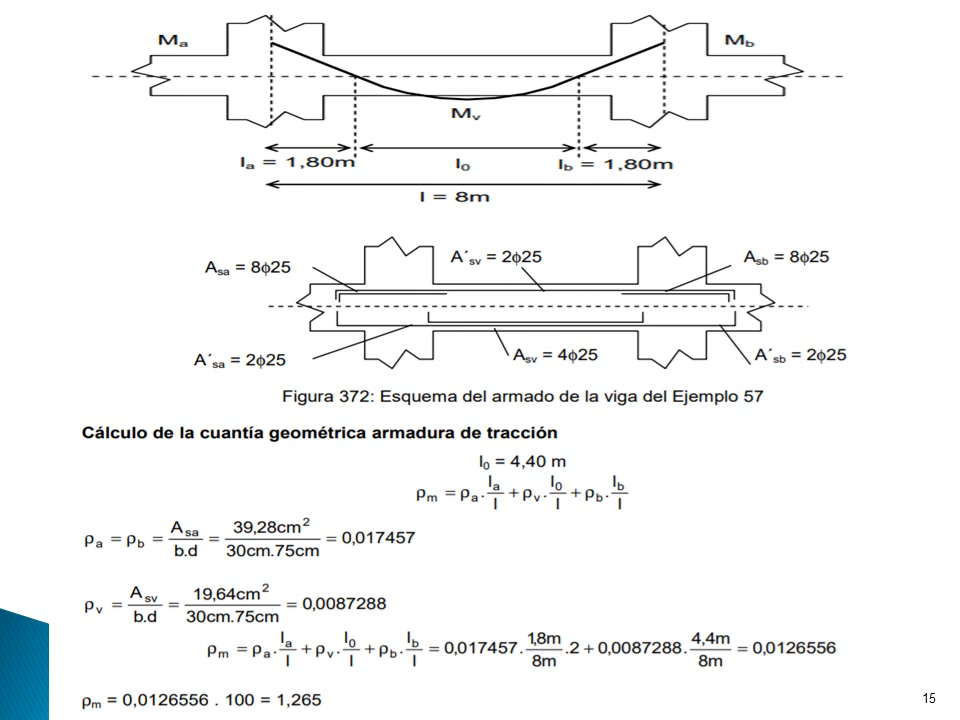 Ma Mb
Mv
la = 1,80m l0 lb = 1,80m
l = 8m
Asa = 8ϕ25 A´sv = 2ϕ25 Asb = 8ϕ25
A´sa = 2ϕ25 Asv = 4ϕ25 A´sb = 2ϕ25
Figura 372: Esquema del armado de la viga del Ejemplo 57
Cálculo de la cuantía geométrica armadura de tracción
l0 = 4,40 m
ρm = ρa . la/l + ρv . l0/l + ρb . lb/l
ρa = ρb = Asa/b.d = 39,28cm²/30cm.75cm = 0,017457
ρv = Asv/b.d = 19,64cm²/30cm.75cm = 0,0087288
ρm = ρa . la/l + ρv . l0/l + ρb . lb/l = 0,017457 . 1,8m/8m .2 + 0,0087288 . 4,4m/8m = 0,0126556
ρm = 0,0126556 . 100 = 1,265
15